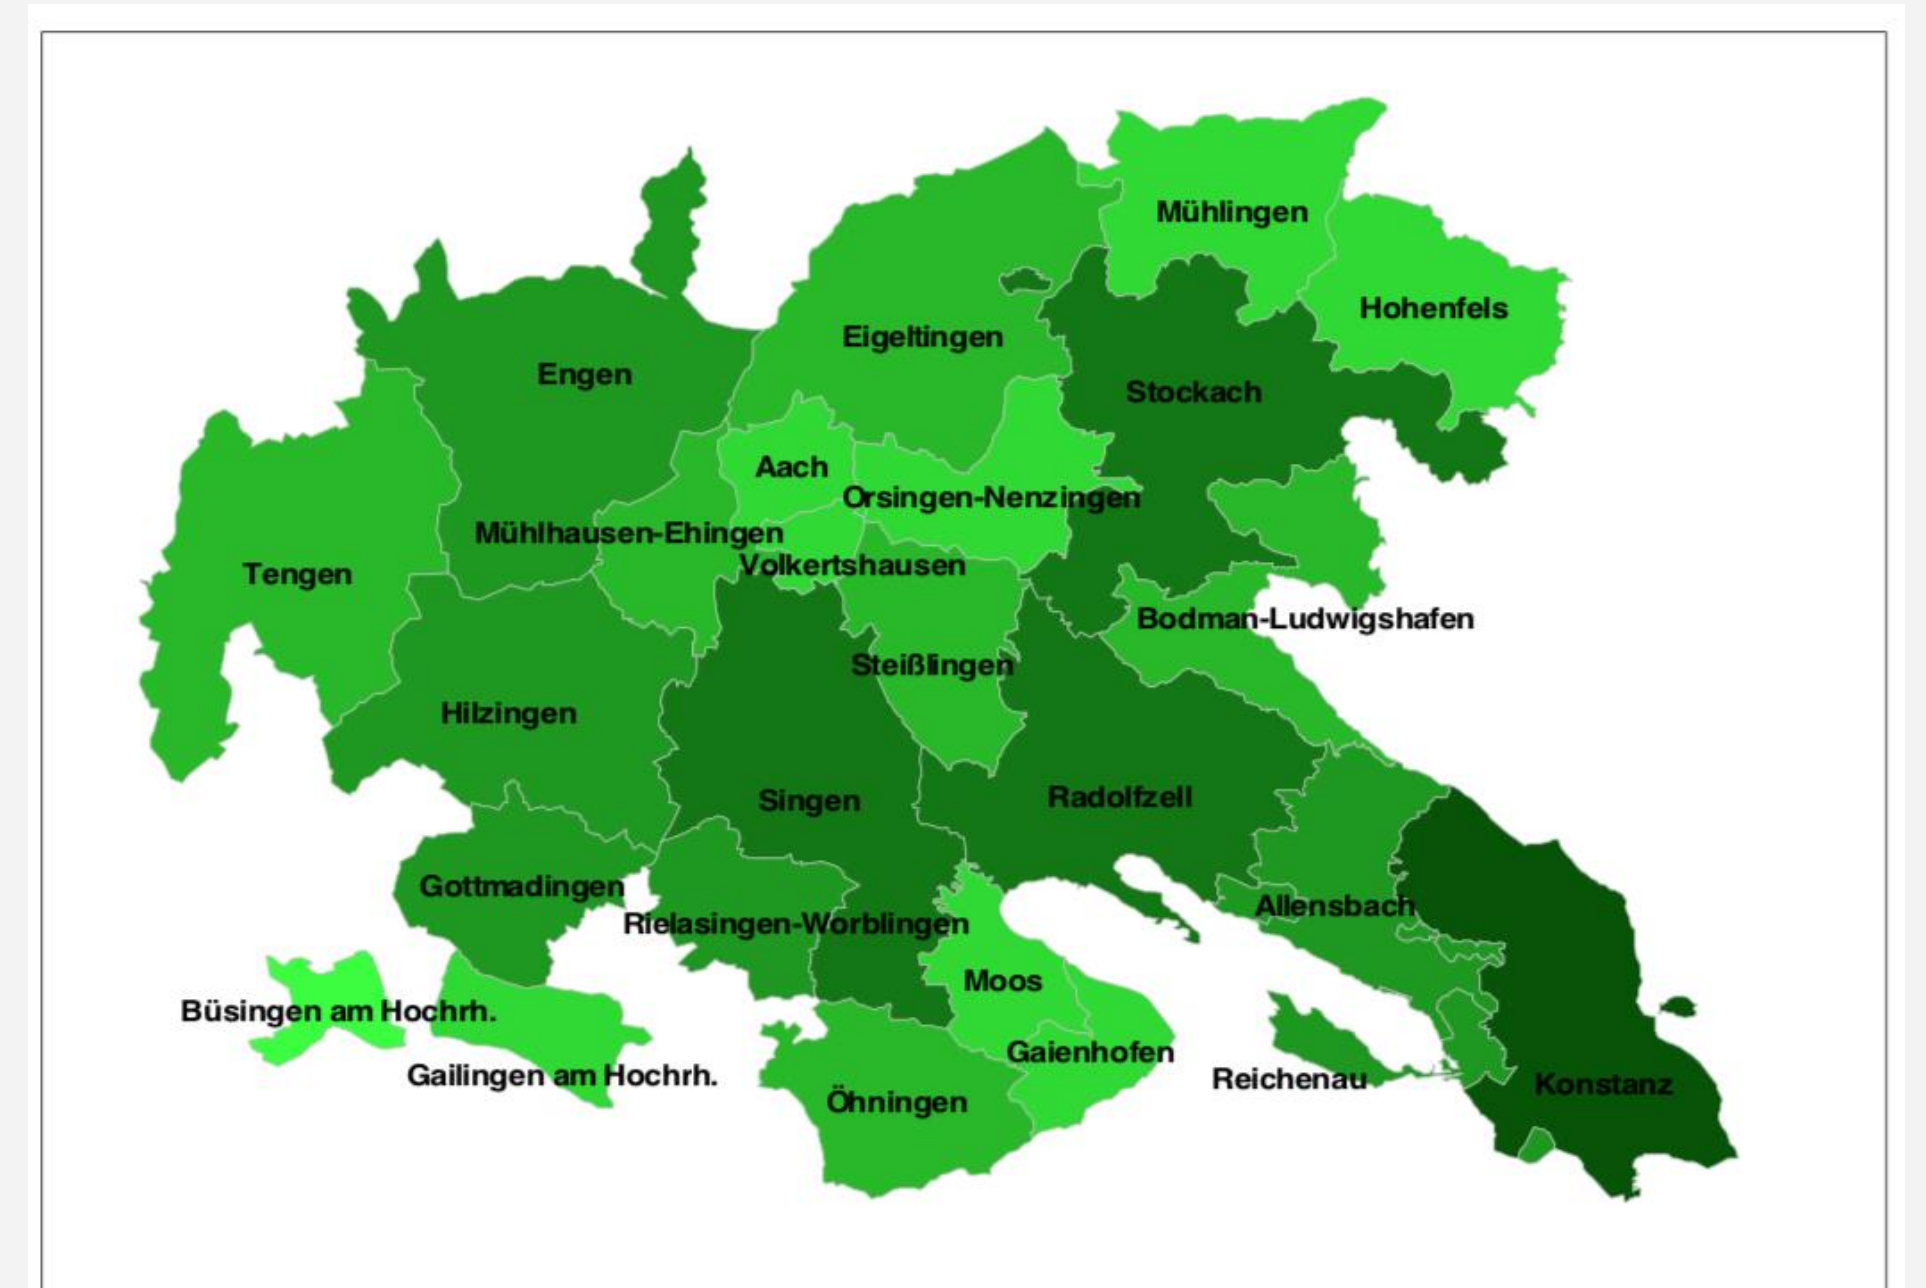 Mühlingen
Hohenfels
Eigeltingen
Engen
Stockach
Aach
Orsingen-Nenzingen
Mühlhausen-Ehingen
Volkertshausen
Tengen
Bodman-Ludwigshafen
Steißlingen
Hilzingen
Singen
Radolfzell
Gottmadingen
Allensbach
Rielasingen-Worblingen
Moos
Büsingen am Hochrh.
Gaienhofen
Gailingen am Hochrh.
Reichenau
Konstanz
Öhningen